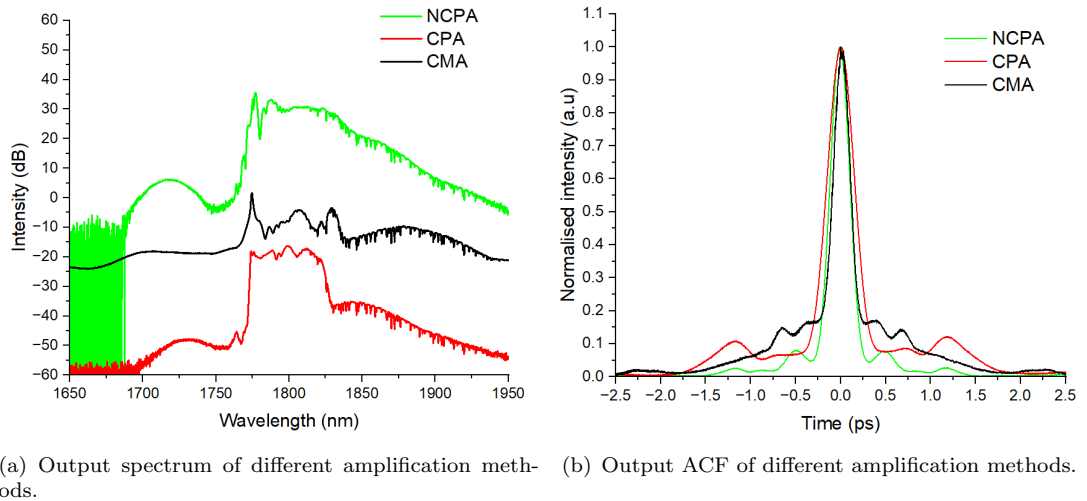 NCPA
CPA
CMA
60
50
40
30
20
10
0
−10
−20
−30
−40
−50
−60
Intensity (dB)
1650 1700 1750 1800 1850 1900 1950
Wavelength (nm)
NCPA
CPA
CMA
1.0
0.9
0.8
0.7
0.6
0.5
0.4
0.3
0.2
0.1
0.0
Normalised intensity (a.u)
−2.5 −2.0 −1.5 −1.0 −0.5 0.0 0.5 1.0 1.5 2.0 2.5
Time (ps)
(a) Output spectrum of different amplification meth-
ods.
(b) Output ACF of different amplification methods.